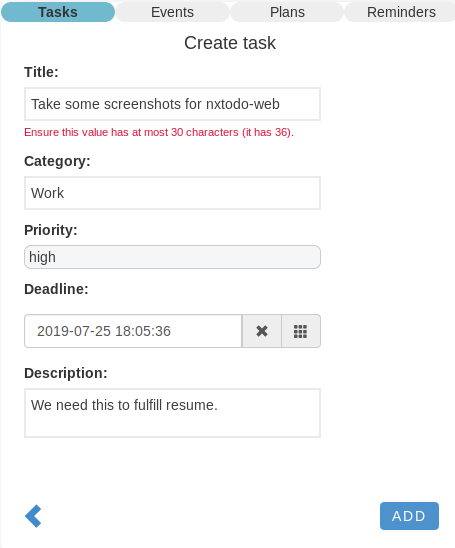 Tasks Events Plans Reminders
Create task
Title:
Take some screenshots for nxtodo-web
Ensure this value has at most 30 characters (it has 36).
Category:
Work
Priority:
high
Deadline:
2019-07-25 18:05:36
Description:
We need this to fulfill resume.
ADD